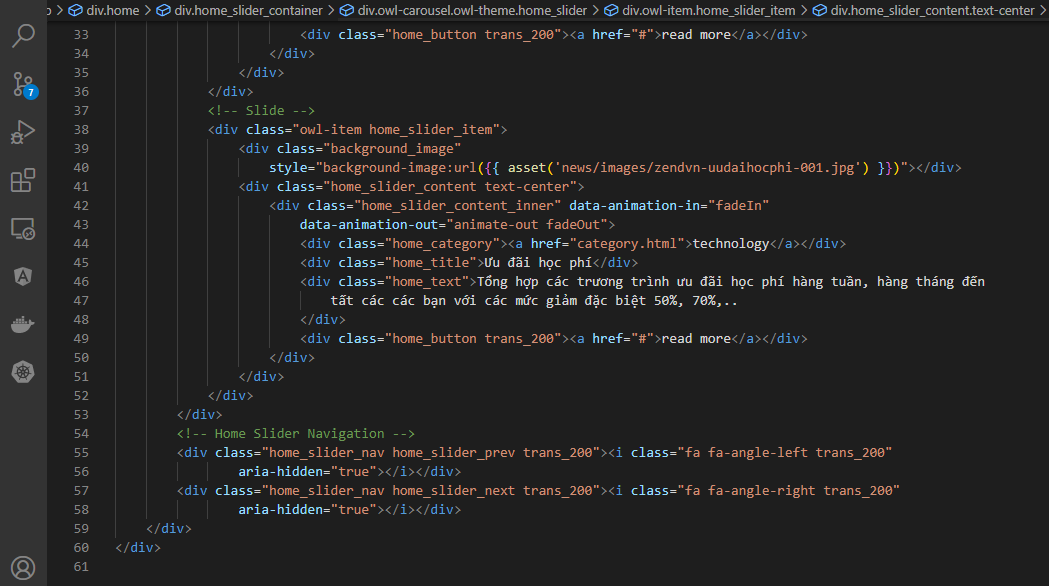 div.home > div.home_slider_container > div.owl-carousel.owl-theme.home_slider > div.owl-item.home_slider_item > div.home_slider_content.text-center >
33 <div class="home_button trans_200"><a href="#">read more</a></div>
34 </div>
35 </div>
36 </div>
37 <!-- Slide -->
38 <div class="owl-item home_slider_item">
39 <div class="background_image"
40 style="background-image:url({{ asset('news/images/zendvn-uudaihocphi-001.jpg') }})"></div>
41 <div class="home_slider_content text-center">
42 <div class="home_slider_content_inner" data-animation-in="fadeIn"
43 data-animation-out="animate-out fadeOut">
44 <div class="home_category"><a href="category.html">technology</a></div>
45 <div class="home_title">Ưu đãi học phí</div>
46 <div class="home_text">Tổng hợp các trương trình ưu đãi học phí hàng tuần, hàng tháng đến
47 tất các các bạn với các mức giảm đặc biệt 50%, 70%,..
48 </div>
49 <div class="home_button trans_200"><a href="#">read more</a></div>
50 </div>
51 </div>
52 </div>
53 </div>
54 <!-- Home Slider Navigation -->
55 <div class="home_slider_nav home_slider_prev trans_200"><i class="fa fa-angle-left trans_200"
56 aria-hidden="true"></i></div>
57 <div class="home_slider_nav home_slider_next trans_200"><i class="fa fa-angle-right trans_200"
58 aria-hidden="true"></i></div>
59 </div>
60 </div>
61
7